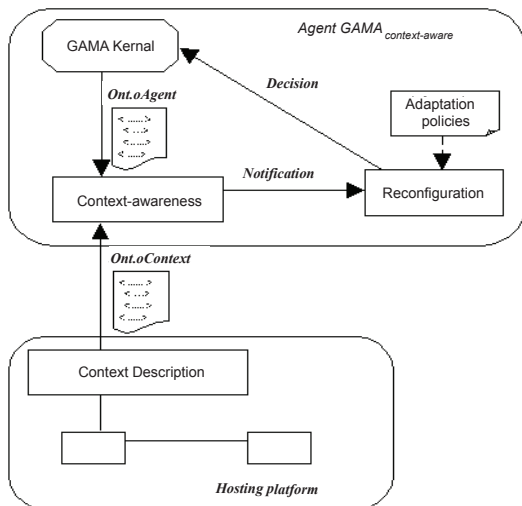 Agent GAMA context-aware
GAMA Kernal
Decision
Ont.oAgent
Adaptation
policies
Notification
Context-awareness
Reconfiguration
Ont.oContext
Context Description
Hosting platform